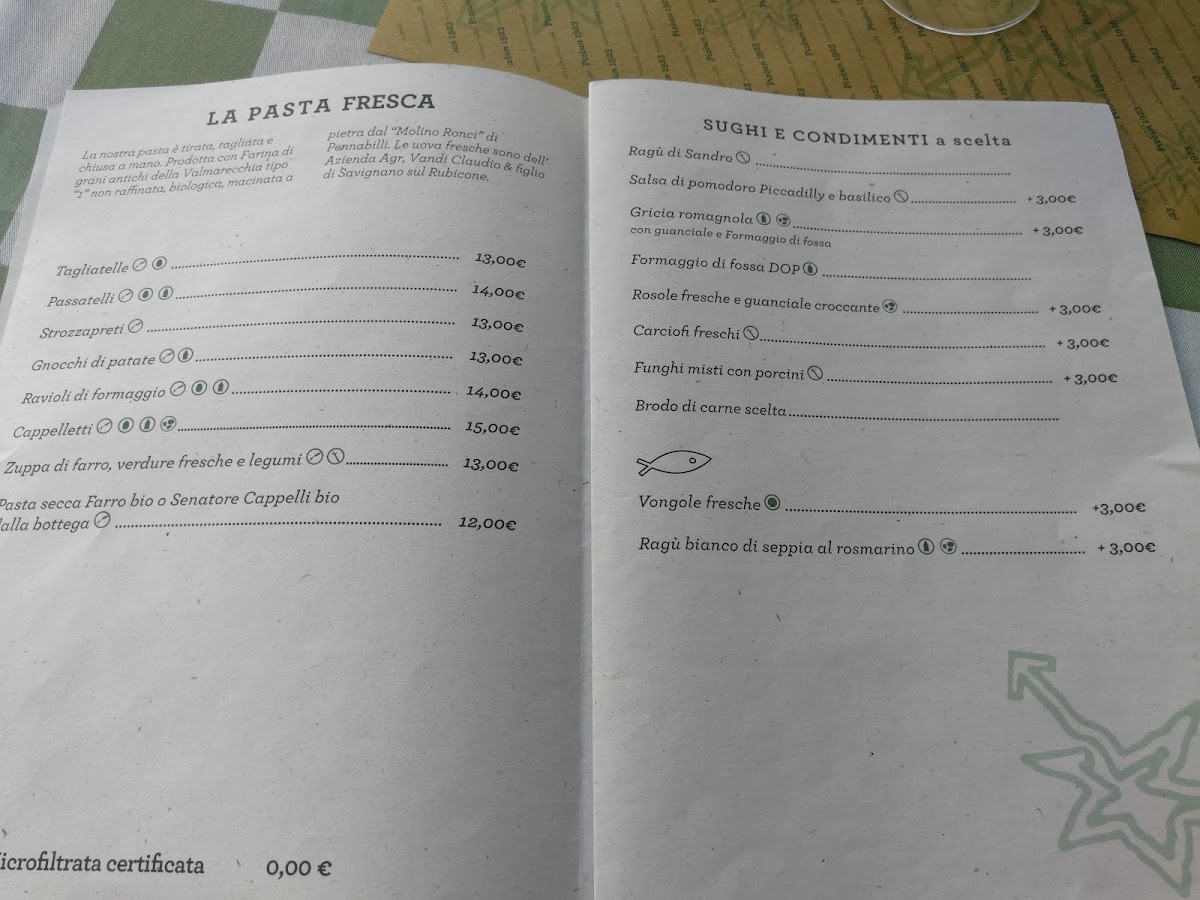 Pizòun 1923
LA PASTA FRESCA
La nostra pasta è tirata, tagliata e
chiusa a mano. Prodotta con Farina di
grani antichi della Valmarecchia tipo
"1" non raffinata, biologica, macinata a
pietra dal "Molino Ronci" di
Pennabilli. Le uova fresche sono dell'
Azienda Agr, Vandi Claudio & figlio
di Savignano sul Rubicone.
Tagliatelle 13,00€
Passatelli 14,00€
Strozzapreti 13,00€
Gnocchi di patate 13,00€
Ravioli di formaggio 14,00€
Cappelletti 15,00€
Zuppa di farro, verdure fresche e legumi 13,00€
Pasta secca Farro bio o Senatore Cappelli bio
dalla bottega 12,00€
icrofiltrata certificata 0,00 €
SUGHI E CONDIMENTI a scelta
Ragù di Sandro
Salsa di pomodoro Piccadilly e basilico + 3,00€
Gricia romagnola + 3,00€
con guanciale e Formaggio di fossa
Formaggio di fossa DOP
Rosole fresche e guanciale croccante + 3,00€
Carciofi freschi + 3,00€
Funghi misti con porcini + 3,00€
Brodo di carne scelta
Vongole fresche +3,00€
Ragù bianco di seppia al rosmarino + 3,00€